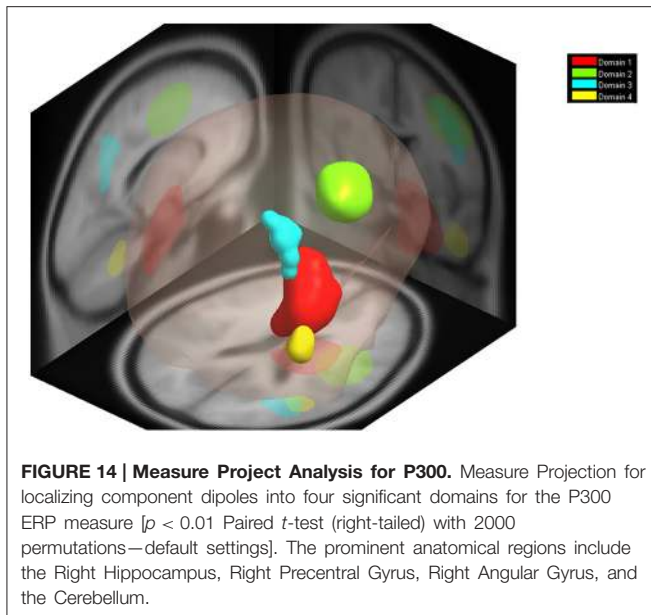 Domain 1
Domain 2
Domain 3
Domain 4
FIGURE 14 | Measure Project Analysis for P300. Measure Projection for
localizing component dipoles into four significant domains for the P300
ERP measure [p < 0.01 Paired t-test (right-tailed) with 2000
permutations—default settings]. The prominent anatomical regions include
the Right Hippocampus, Right Precentral Gyrus, Right Angular Gyrus, and
the Cerebellum.